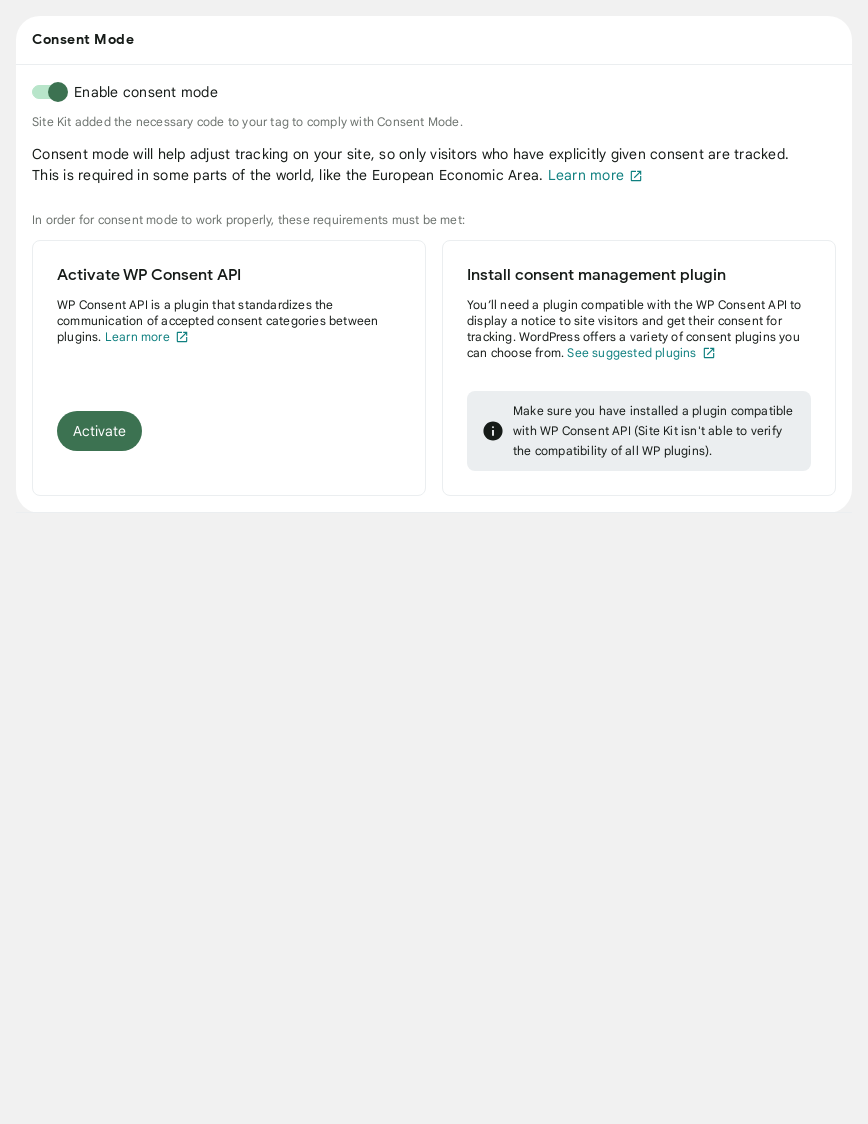 Consent Mode
Enable consent mode
Site Kit added the necessary code to your tag to comply with Consent Mode.
Consent mode will help adjust tracking on your site, so only visitors who have explicitly given consent are tracked.
This is required in some parts of the world, like the European Economic Area. Learn more
In order for consent mode to work properly, these requirements must be met:
Activate WP Consent API
WP Consent API is a plugin that standardizes the
communication of accepted consent categories between
plugins. Learn more
Activate
Install consent management plugin
You’ll need a plugin compatible with the WP Consent API to
display a notice to site visitors and get their consent for
tracking. WordPress offers a variety of consent plugins you
can choose from. See suggested plugins
Make sure you have installed a plugin compatible
with WP Consent API (Site Kit isn’t able to verify
the compatibility of all WP plugins).